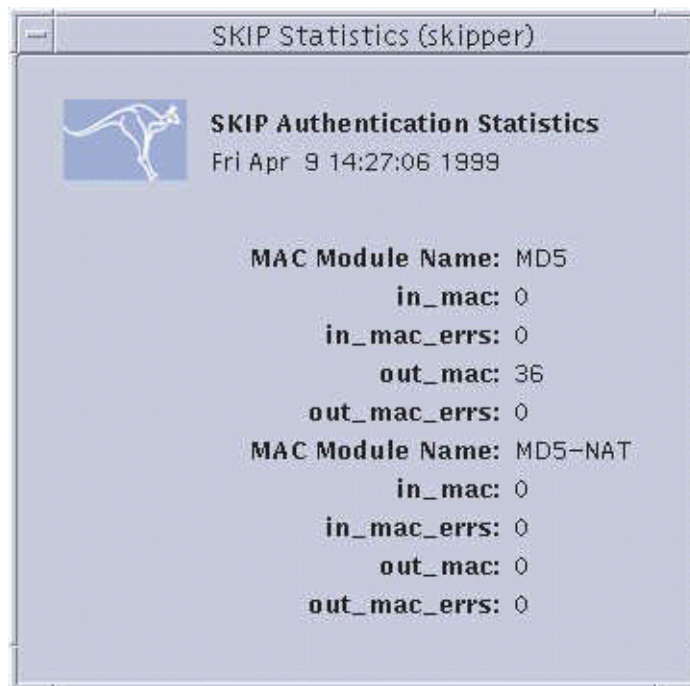 SKIP Statistics (skipper)
SKIP Authentication Statistics
Fri Apr 9 14:27:06 1999
MAC Module Name: MD5
in_mac: 0
in_mac_errs: 0
out_mac: 36
out_mac_errs: 0
MAC Module Name: MD5-NAT
in_mac: 0
in_mac_errs: 0
out_mac: 0
out_mac_errs: 0